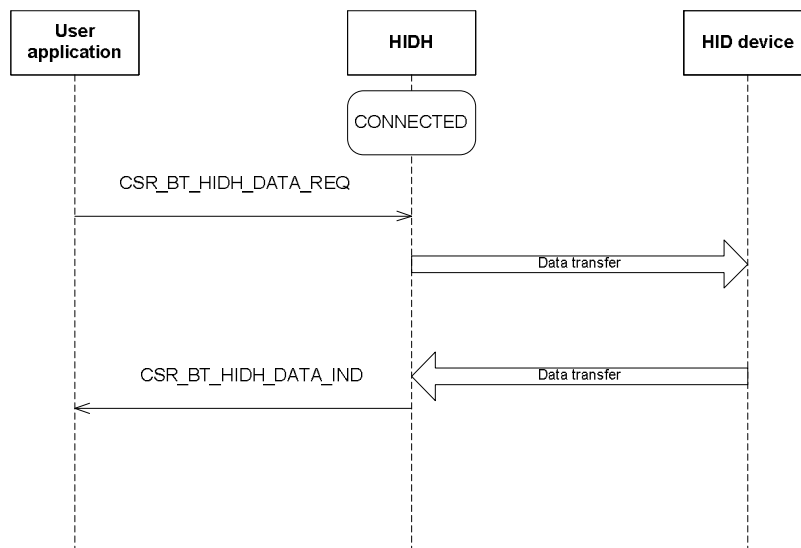 User
application
HIDH
HID device
CONNECTED
CSR_BT_HIDH_DATA_REQ
Data transfer
CSR_BT_HIDH_DATA_IND
Data transfer